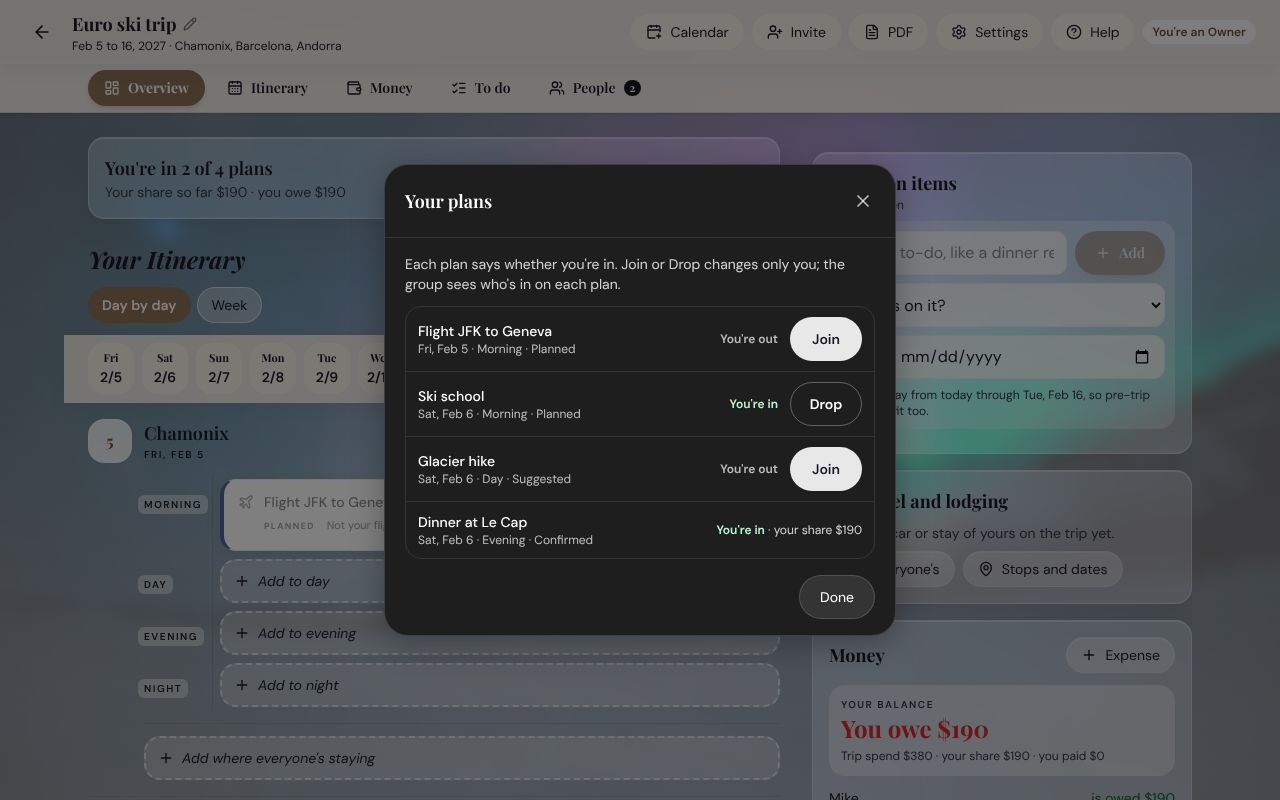 Euro ski trip
Feb 5 to 16, 2027 · Chamonix, Barcelona, Andorra
Calendar
Invite
PDF
Settings
Help
You're an Owner
Overview
Itinerary
Money
To do
People 2
You're in 2 of 4 plans
Your share so far $190 · you owe $190
Your Itinerary
Day by day
Week
Fri Sat Sun Mon Tue
2/5 2/6 2/7 2/8 2/9
5
Chamonix
FRI, FEB 5
MORNING
Flight JFK to
PLANNED Not your
DAY
+ Add to day
EVENING
+ Add to evening
NIGHT
+ Add to night
+ Add where everyone's staying
Your plans
Each plan says whether you're in. Join or Drop changes only you; the
group sees who's in on each plan.
Flight JFK to Geneva
Fri, Feb 5 · Morning · Planned
You're out
Join
Ski school
Sat, Feb 6 · Morning · Planned
You're in
Drop
Glacier hike
Sat, Feb 6 · Day · Suggested
You're out
Join
Dinner at Le Cap
Sat, Feb 6 · Evening · Confirmed
You're in · your share $190
Done
items
to-do, like a dinner
+ Add
on it?
mm/dd/yyyy
from today through Tue, Feb 16, so pre-trip
it too.
and lodging
car or stay of yours on the trip yet.
Stops and dates
Money
+ Expense
YOUR BALANCE
You owe $190
Trip spend $380 · your share $190 · you paid $0
Mike
is owed $190